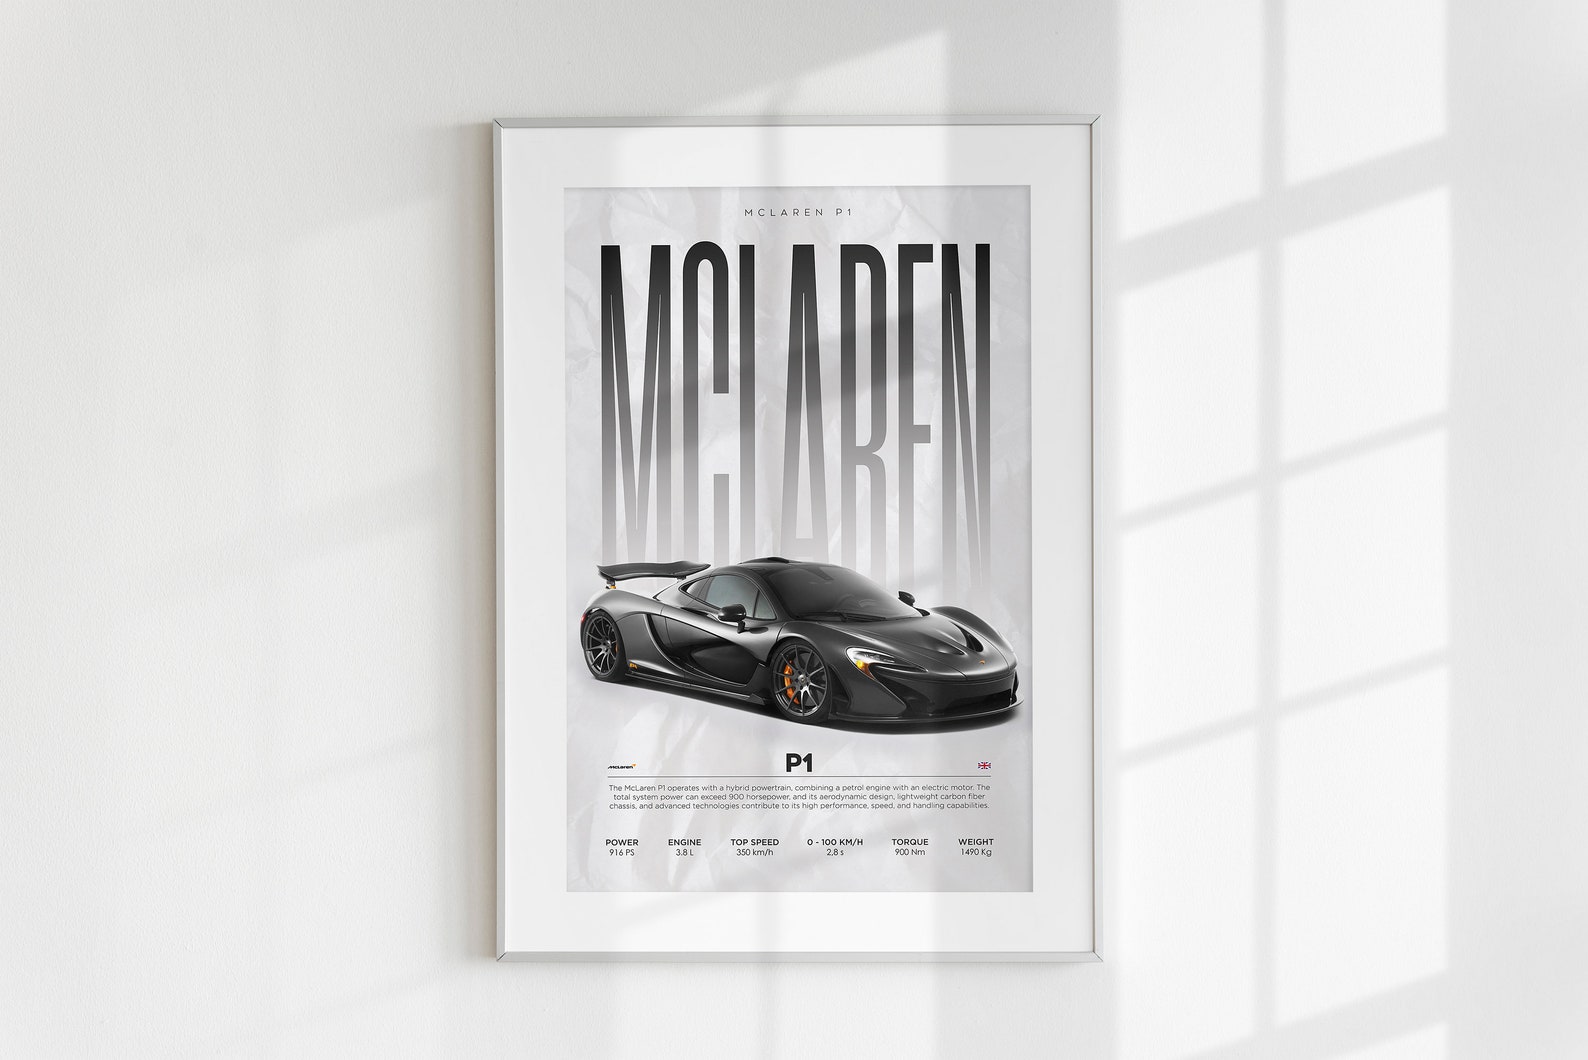 MCLAREN P1
MCLAREN
McLaren
P1
The McLaren P1 operates with a hybrid powertrain, combining a petrol engine with an electric motor. The
total system power can exceed 900 horsepower, and its aerodynamic design, lightweight carbon fiber
chassis, and advanced technologies contribute to its high performance, speed, and handling capabilities.
POWER ENGINE TOP SPEED 0 - 100 KM/H TORQUE WEIGHT
916 PS 3.8 L 350 km/h 2,8 s 900 Nm 1490 Kg